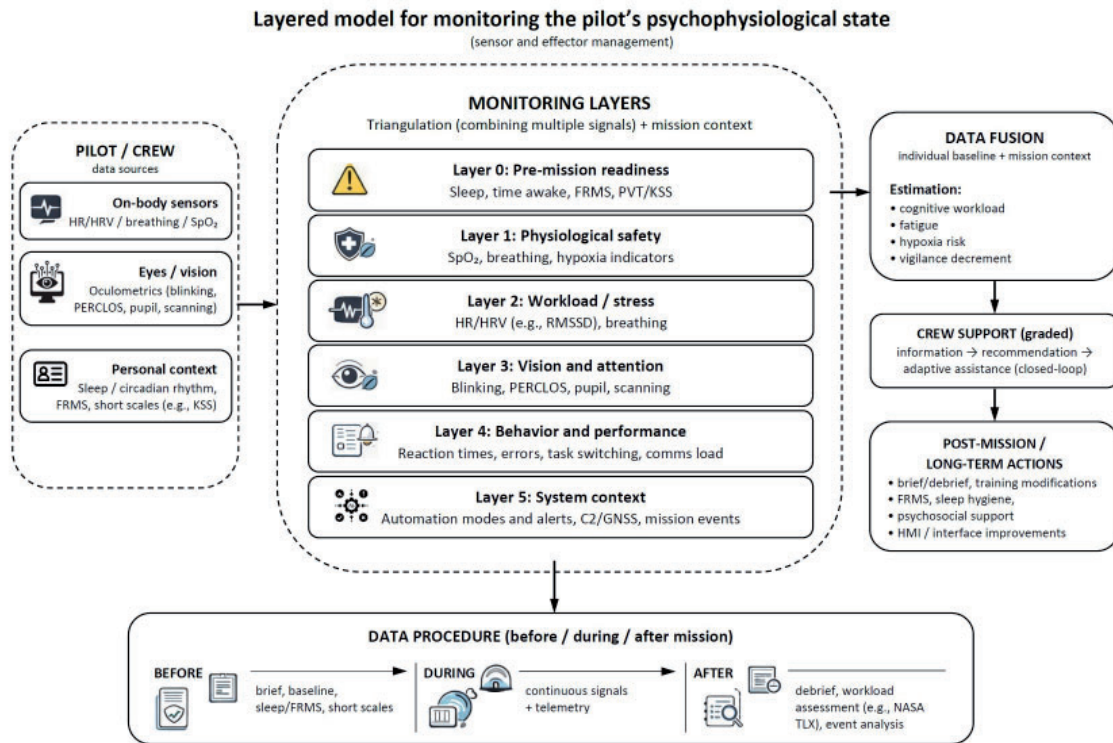 Layered model for monitoring the pilot's psychophysiological state
(sensor and effector management)
PILOT / CREW
data sources
On-body sensors
HR/HRV / breathing / SpO₂
Eyes / vision
Oculometrics (blinking,
PERCLOS, pupil, scanning)
Personal context
Sleep / circadian rhythm,
FRMS, short scales (e.g., KSS)
MONITORING LAYERS
Triangulation (combining multiple signals) + mission context
Layer 0: Pre-mission readiness
Sleep, time awake, FRMS, PVT/KSS
Layer 1: Physiological safety
SpO₂, breathing, hypoxia indicators
Layer 2: Workload / stress
HR/HRV (e.g., RMSSD), breathing
Layer 3: Vision and attention
Blinking, PERCLOS, pupil, scanning
Layer 4: Behavior and performance
Reaction times, errors, task switching, comms load
Layer 5: System context
Automation modes and alerts, C2/GNSS, mission events
DATA FUSION
individual baseline + mission context
Estimation:
• cognitive workload
• fatigue
• hypoxia risk
• vigilance decrement
CREW SUPPORT (graded)
information → recommendation →
adaptive assistance (closed-loop)
POST-MISSION /
LONG-TERM ACTIONS
• brief/debrief, training modifications
• FRMS, sleep hygiene,
• psychosocial support
• HMI / interface improvements
DATA PROCEDURE (before / during / after mission)
BEFORE
brief, baseline,
sleep/FRMS, short scales
DURING
continuous signals
+ telemetry
AFTER
debrief, workload
assessment (e.g., NASA
TLX), event analysis